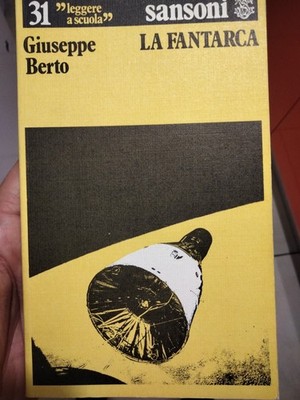 31 "leggere a scuola" sansoni
Giuseppe LA FANTARCA
Berto